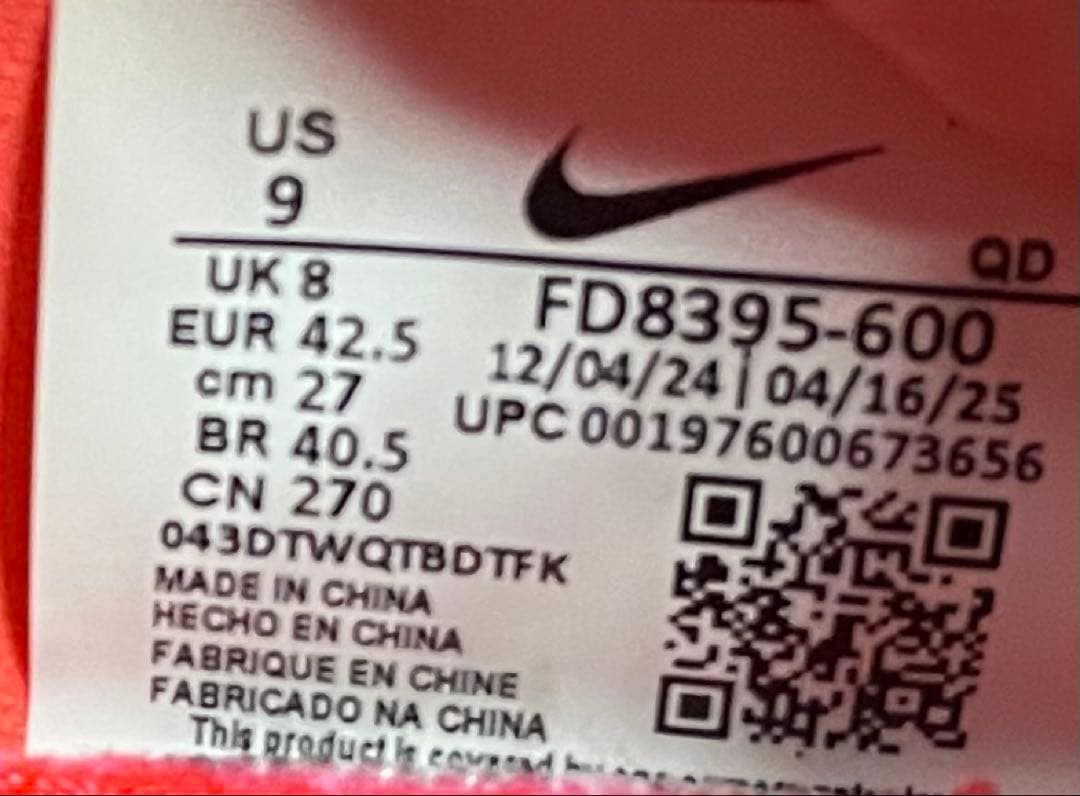 US
9
QD
UK 8
EUR 42.5
cm 27
BR 40.5
CN 270
FD8395-600
12/04/24 | 04/16/25
UPC 00197600673656
043DTWQTBDTFK
MADE IN CHINA
HECHO EN CHINA
FABRIQUE EN CHINE
FABRICADO NA CHINA
This product is covered by